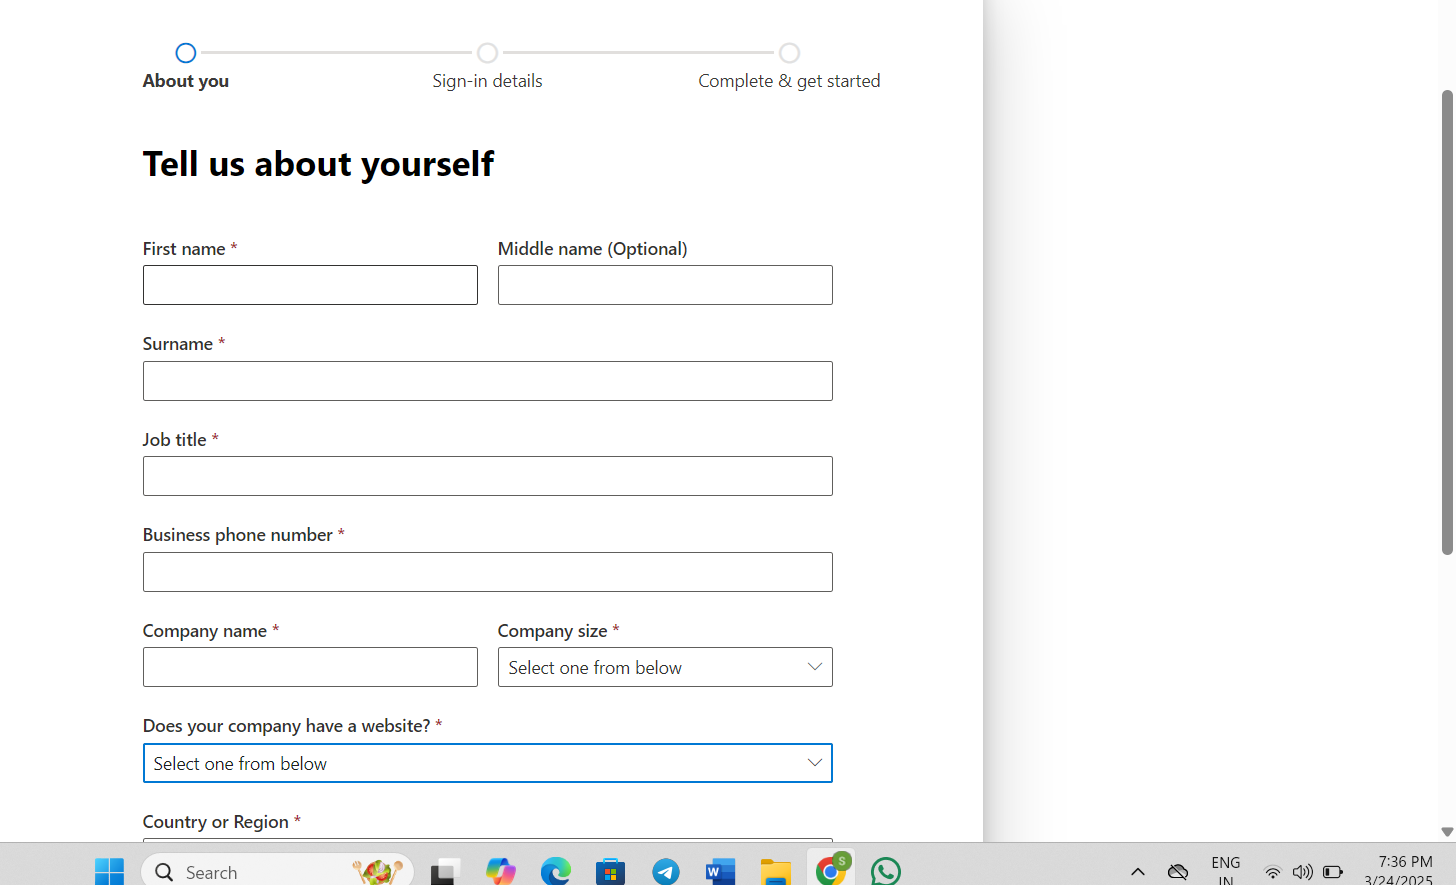 About you
Sign-in details
Complete & get started
Tell us about yourself
First name *
Middle name (Optional)
Surname *
Job title *
Business phone number *
Company name *
Company size *
Select one from below
Does your company have a website? *
Select one from below
Country or Region *
Search
W
S
ENG
IN
7:36 PM
3/24/2025